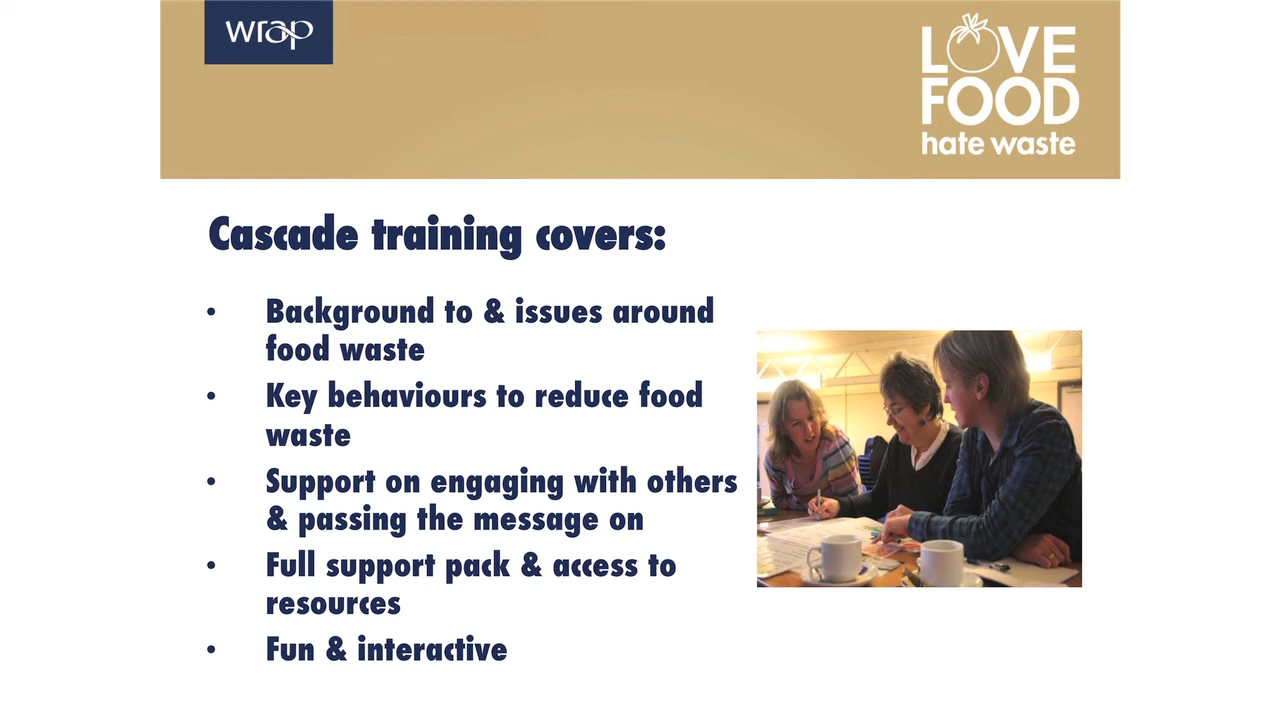 wrap
LOVE
FOOD
hate waste
Cascade training covers:
• Background to & issues around
food waste
• Key behaviours to reduce food
waste
• Support on engaging with others
& passing the message on
• Full support pack & access to
resources
• Fun & interactive